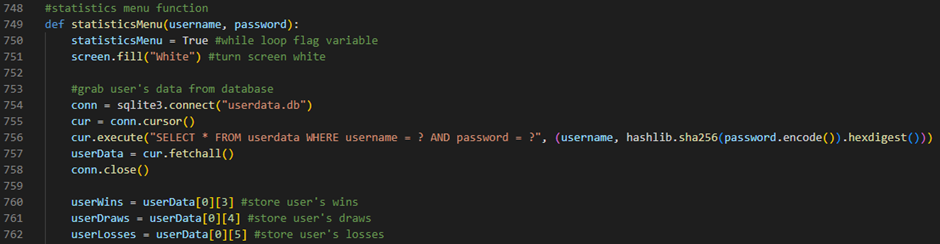 748 #statistics menu function
749 def statisticsMenu(username, password):
750     statisticsMenu = True #while loop flag variable
751     screen.fill("White") #turn screen white
752
753     #grab user's data from database
754     conn = sqlite3.connect("userdata.db")
755     cur = conn.cursor()
756     cur.execute("SELECT * FROM userdata WHERE username = ? AND password = ?", (username, hashlib.sha256(password.encode()).hexdigest()))
757     userData = cur.fetchall()
758     conn.close()
759
760     userWins = userData[0][3] #store user's wins
761     userDraws = userData[0][4] #store user's draws
762     userLosses = userData[0][5] #store user's losses